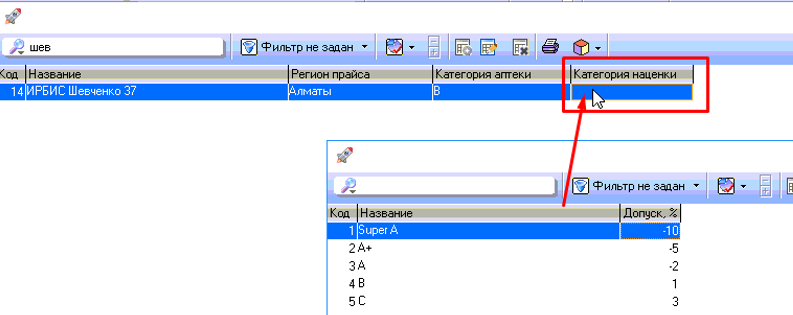 шев
Фильтр не задан
Код Название Регион прайса Категория аптеки Категория наценки
14 ИРБИС Шевченко 37 Алматы B
Фильтр не задан
Код Название Допуск, %
1 Super A -10
2 A+ -5
3 A -2
4 B 1
5 C 3